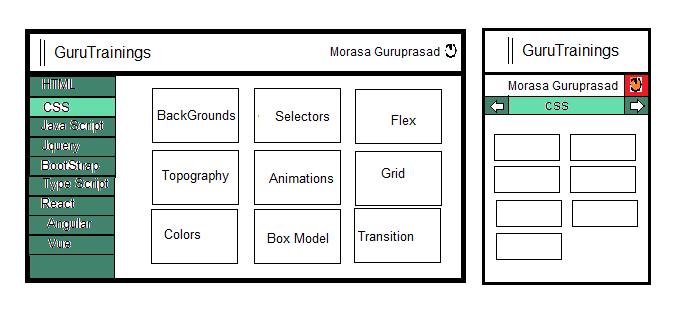 GuruTrainings
Morasa Guruprasad
HTML
CSS
Java Script
Jquery
BootStrap
Type Script
React
Angular
Vue
BackGrounds
Selectors
Flex
Topography
Animations
Grid
Colors
Box Model
Transition
GuruTrainings
Morasa Guruprasad
CSS